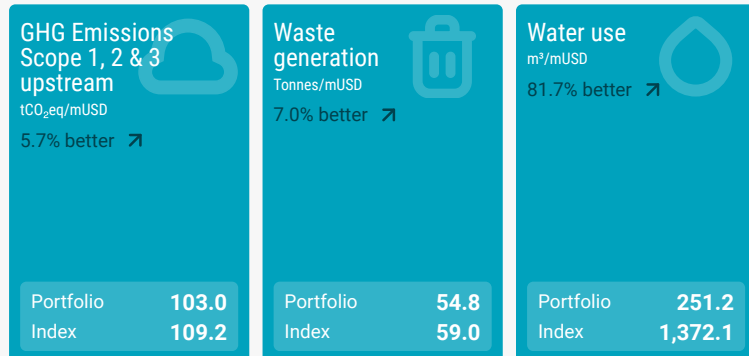 GHG Emissions
Scope 1, 2 & 3
upstream
tCO₂eq/mUSD
5.7% better
Portfolio 103.0
Index 109.2
Waste
generation
Tonnes/mUSD
7.0% better
Portfolio 54.8
Index 59.0
Water use
m³/mUSD
81.7% better
Portfolio 251.2
Index 1,372.1